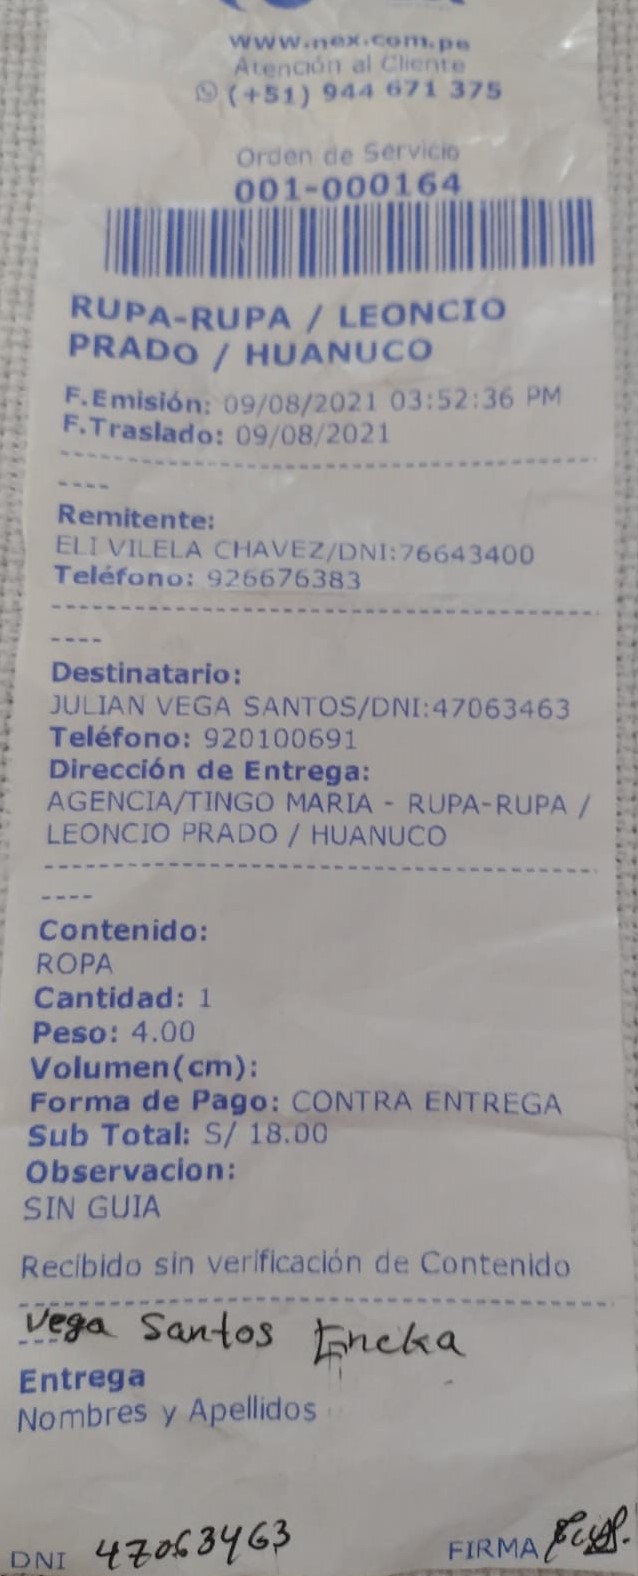 www.nex.com.pe
Atención al Cliente
(+51) 944 671 375
Orden de Servicio
001-000164
RUPA-RUPA / LEONCIO
PRADO / HUANUCO
F.Emisión: 09/08/2021 03:52:36 PM
F.Traslado: 09/08/2021
----
Remitente:
ELI VILELA CHAVEZ/DNI:76643400
Teléfono: 926676383
----
Destinatario:
JULIAN VEGA SANTOS/DNI:47063463
Teléfono: 920100691
Dirección de Entrega:
AGENCIA/TINGO MARIA - RUPA-RUPA /
LEONCIO PRADO / HUANUCO
----
Contenido:
ROPA
Cantidad: 1
Peso: 4.00
Volumen(cm):
Forma de Pago: CONTRA ENTREGA
Sub Total: S/ 18.00
Observacion:
SIN GUIA
Recibido sin verificación de Contenido
Vega Santos
Entrega
Nombres y Apellidos
DNI 47063463
FIRMA